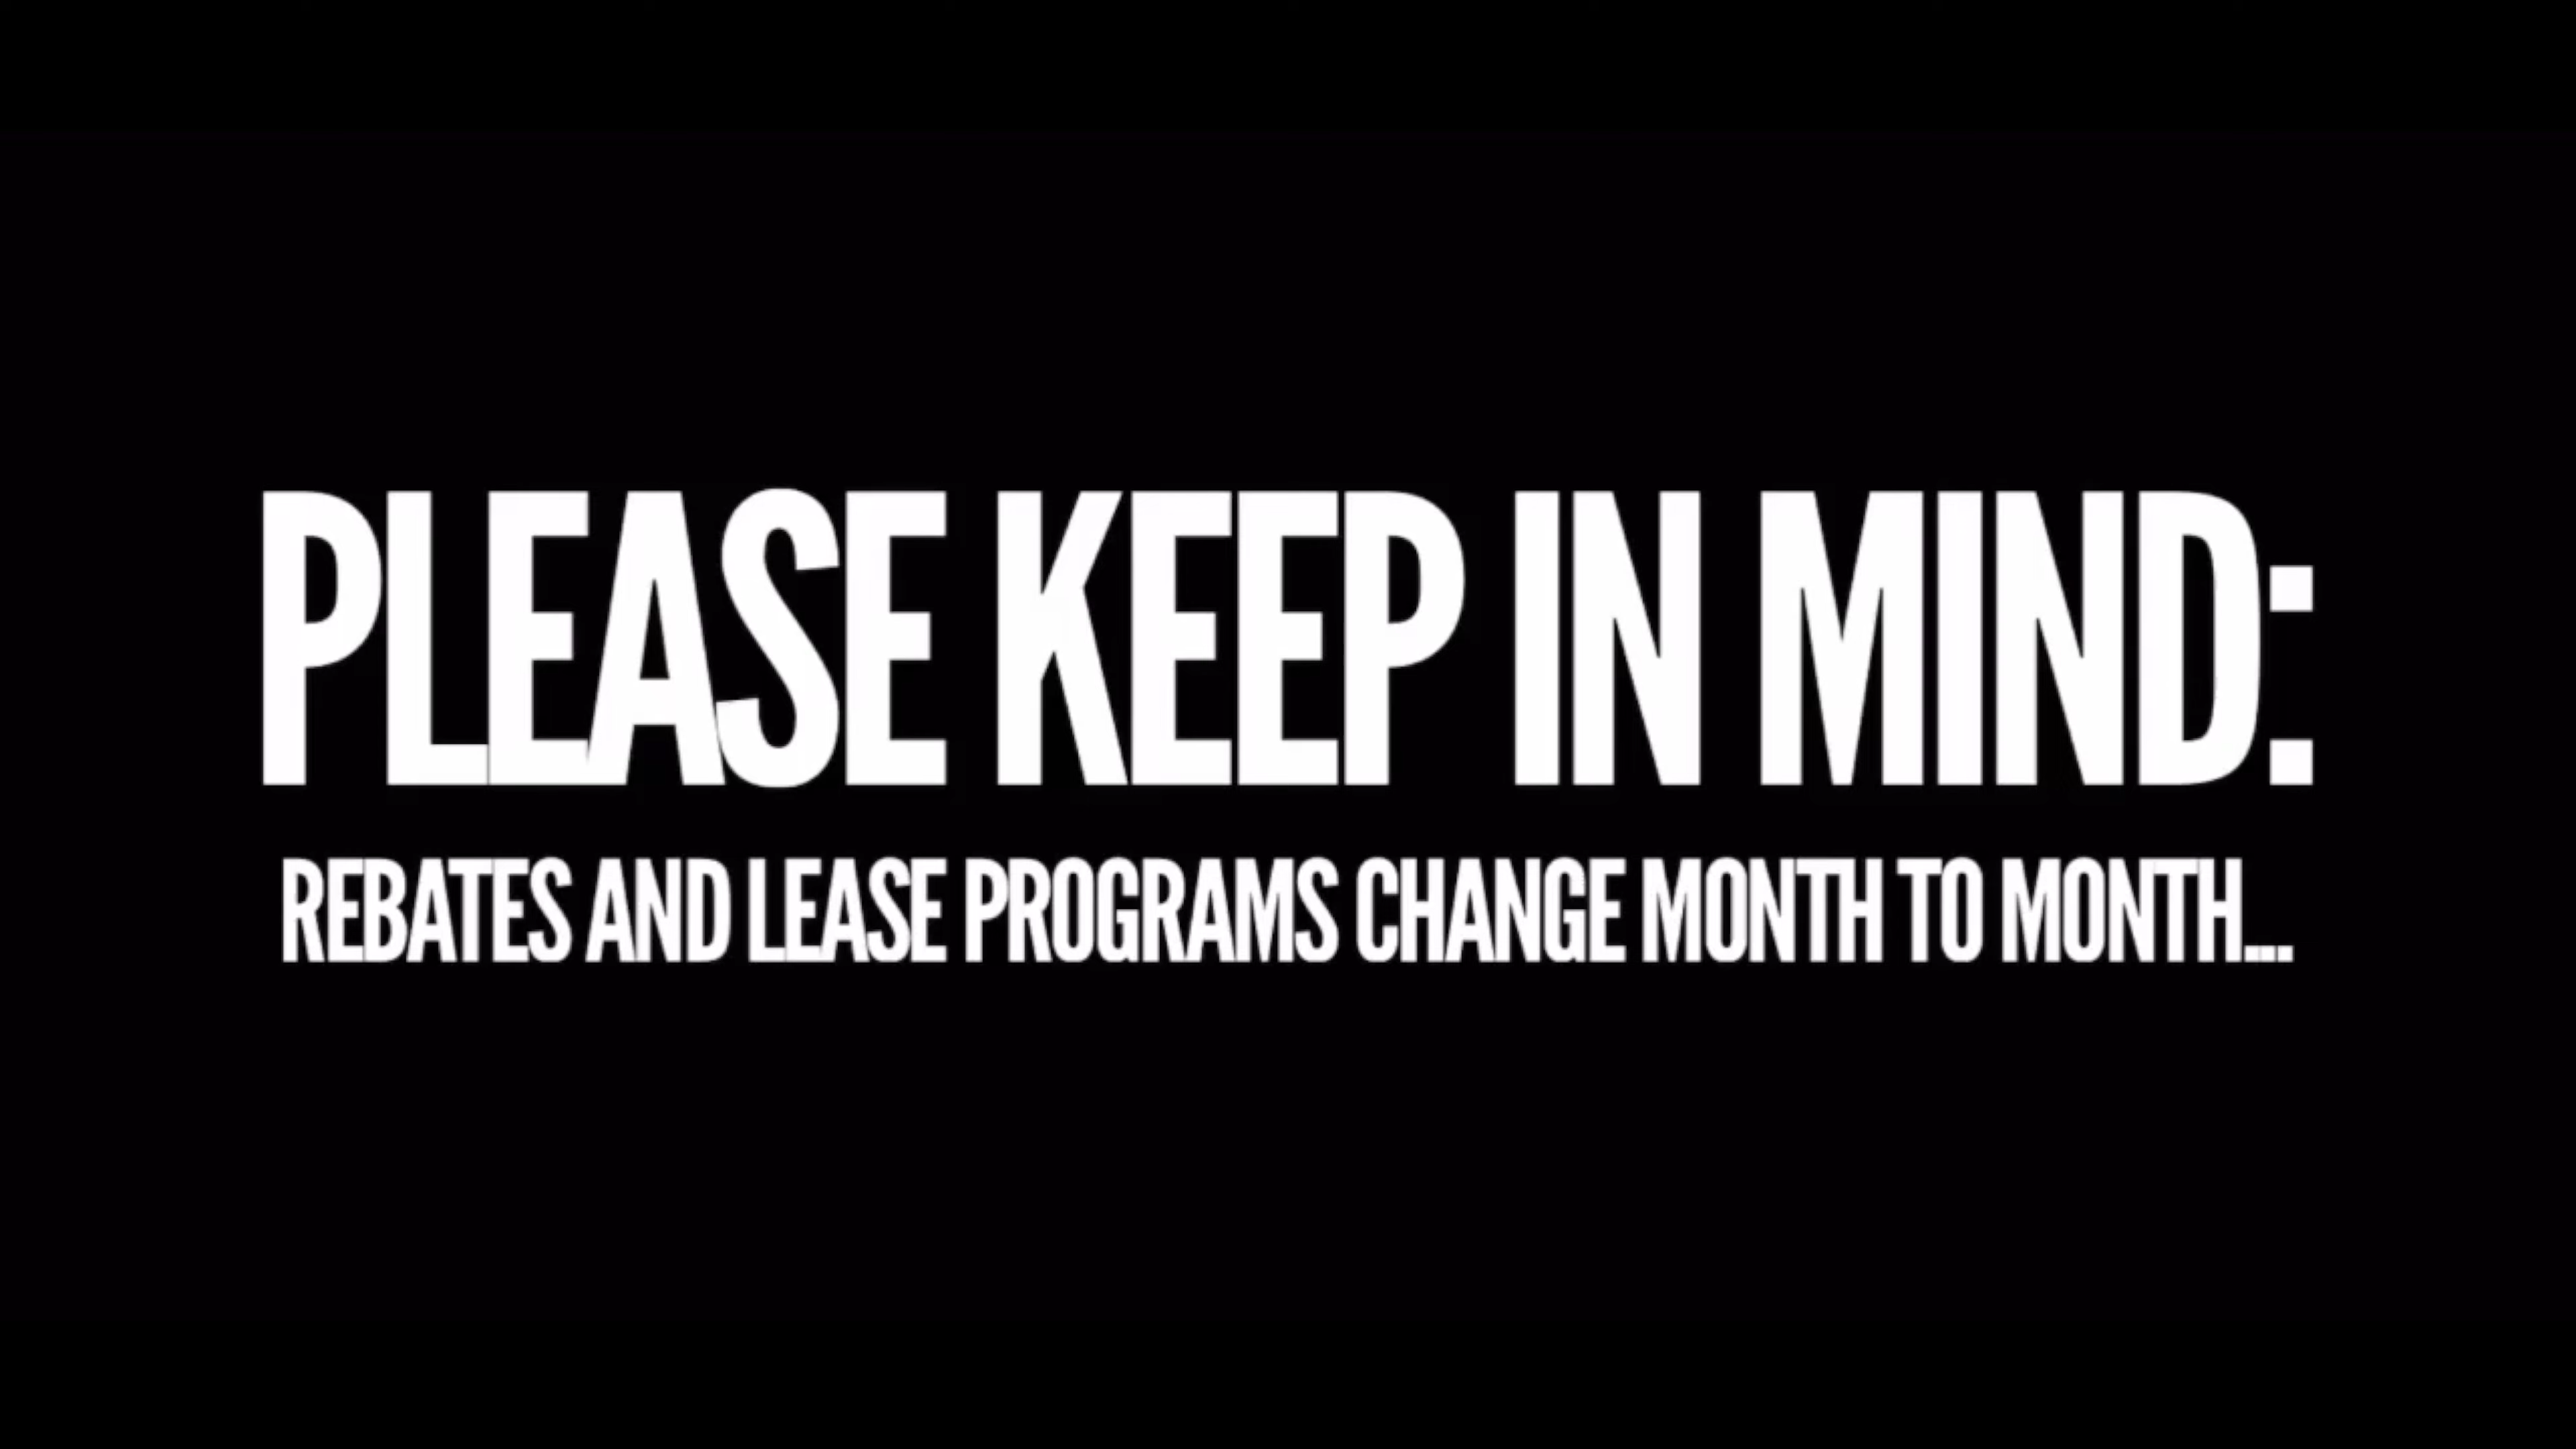 PLEASE KEEP IN MIND:
REBATES AND LEASE PROGRAMS CHANGE MONTH TO MONTH...